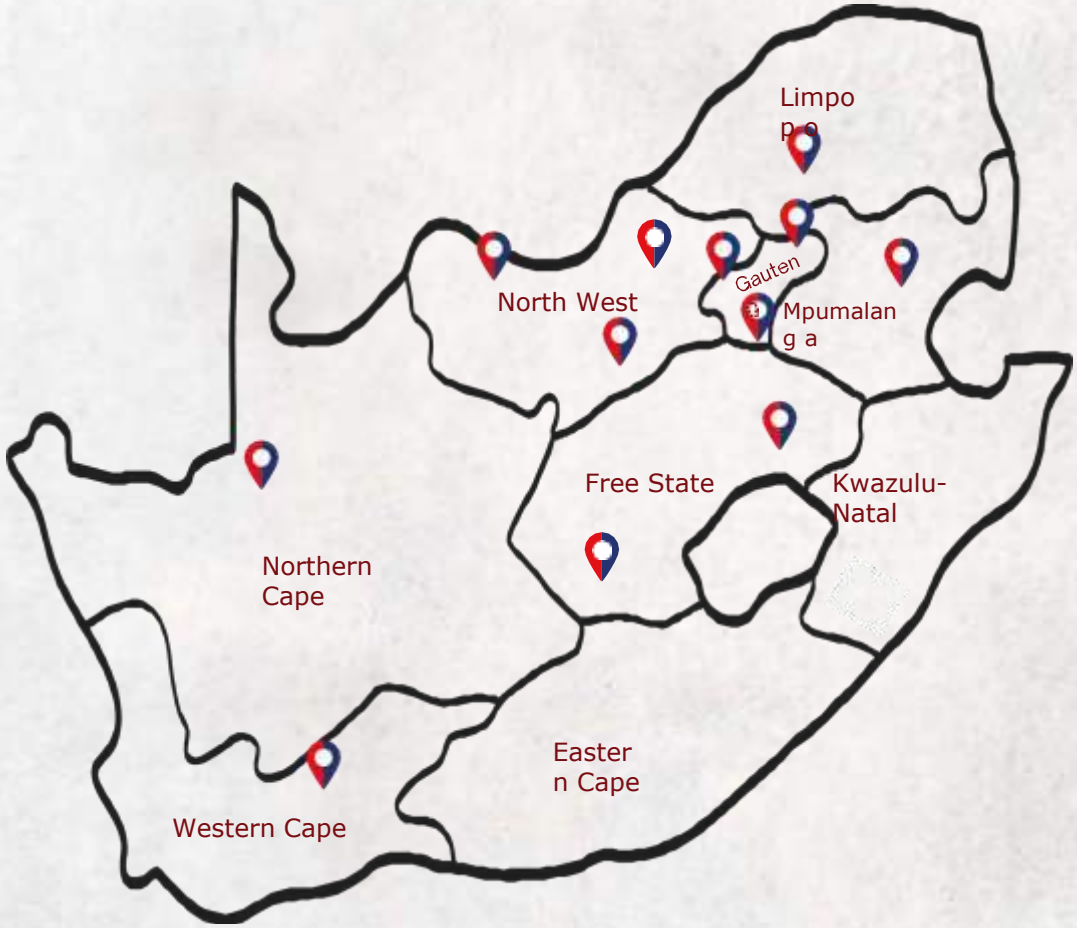 Limpo
p o
North West
Gauten
g
Mpumalan
g a
Free State
Kwazulu-
Natal
Northern
Cape
Easter
n Cape
Western Cape